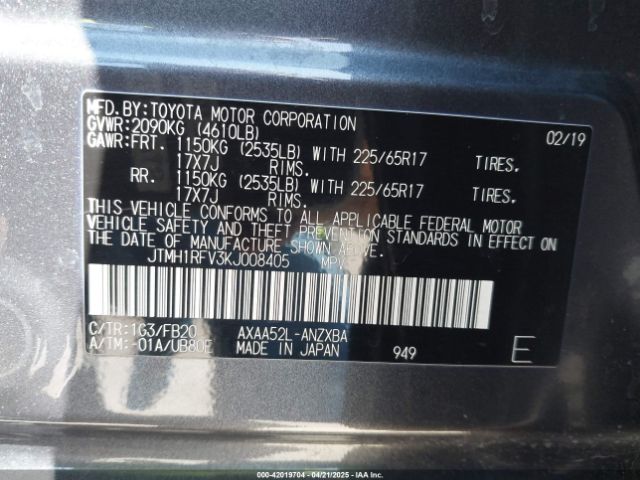 MFD.BY:TOYOTA MOTOR CORPORATION 02/19
GVWR:2090KG (4610LB)
GAWR:FRT. 1150KG (2535LB) WITH 225/65R17 TIRES.
17X7J RIMS.
RR. 1150KG (2535LB) WITH 225/65R17 TIRES.
17X7J RIMS.
THIS VEHICLE CONFORMS TO ALL APPLICABLE FEDERAL MOTOR
VEHICLE SAFETY AND THEFT PREVENTION STANDARDS IN EFFECT ON
THE DATE OF MANUFACTURE SHOWN ABOVE.
JTMH1RFV3KJ008405 MPV
C/TR:1G3/FB20 AXAA52L-ANZXBA
A/TM:-01A/UB80E MADE IN JAPAN 949 E
000-42019704 - 04/21/2025 - IAA Inc.